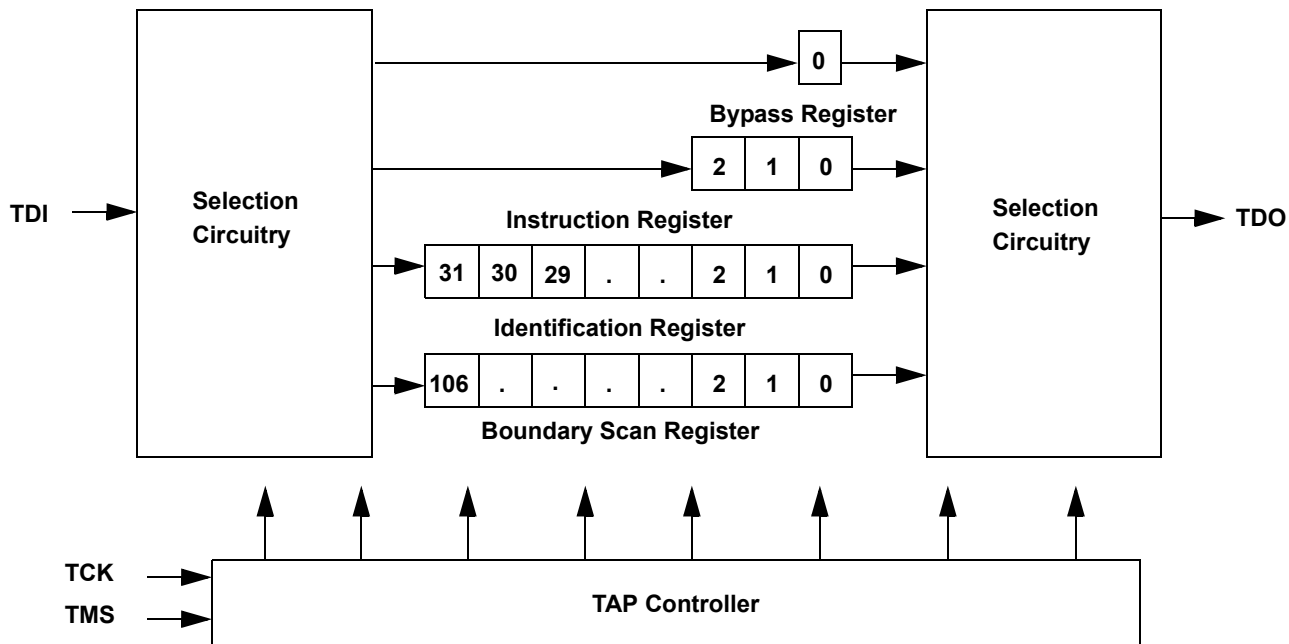 0
Bypass Register
2 1 0
Selection
Circuitry
Selection
Circuitry
TDI
TDO
Instruction Register
31 30 29 . . 2 1 0
Identification Register
106 . . . . 2 1 0
Boundary Scan Register
TCK
TMS
TAP Controller